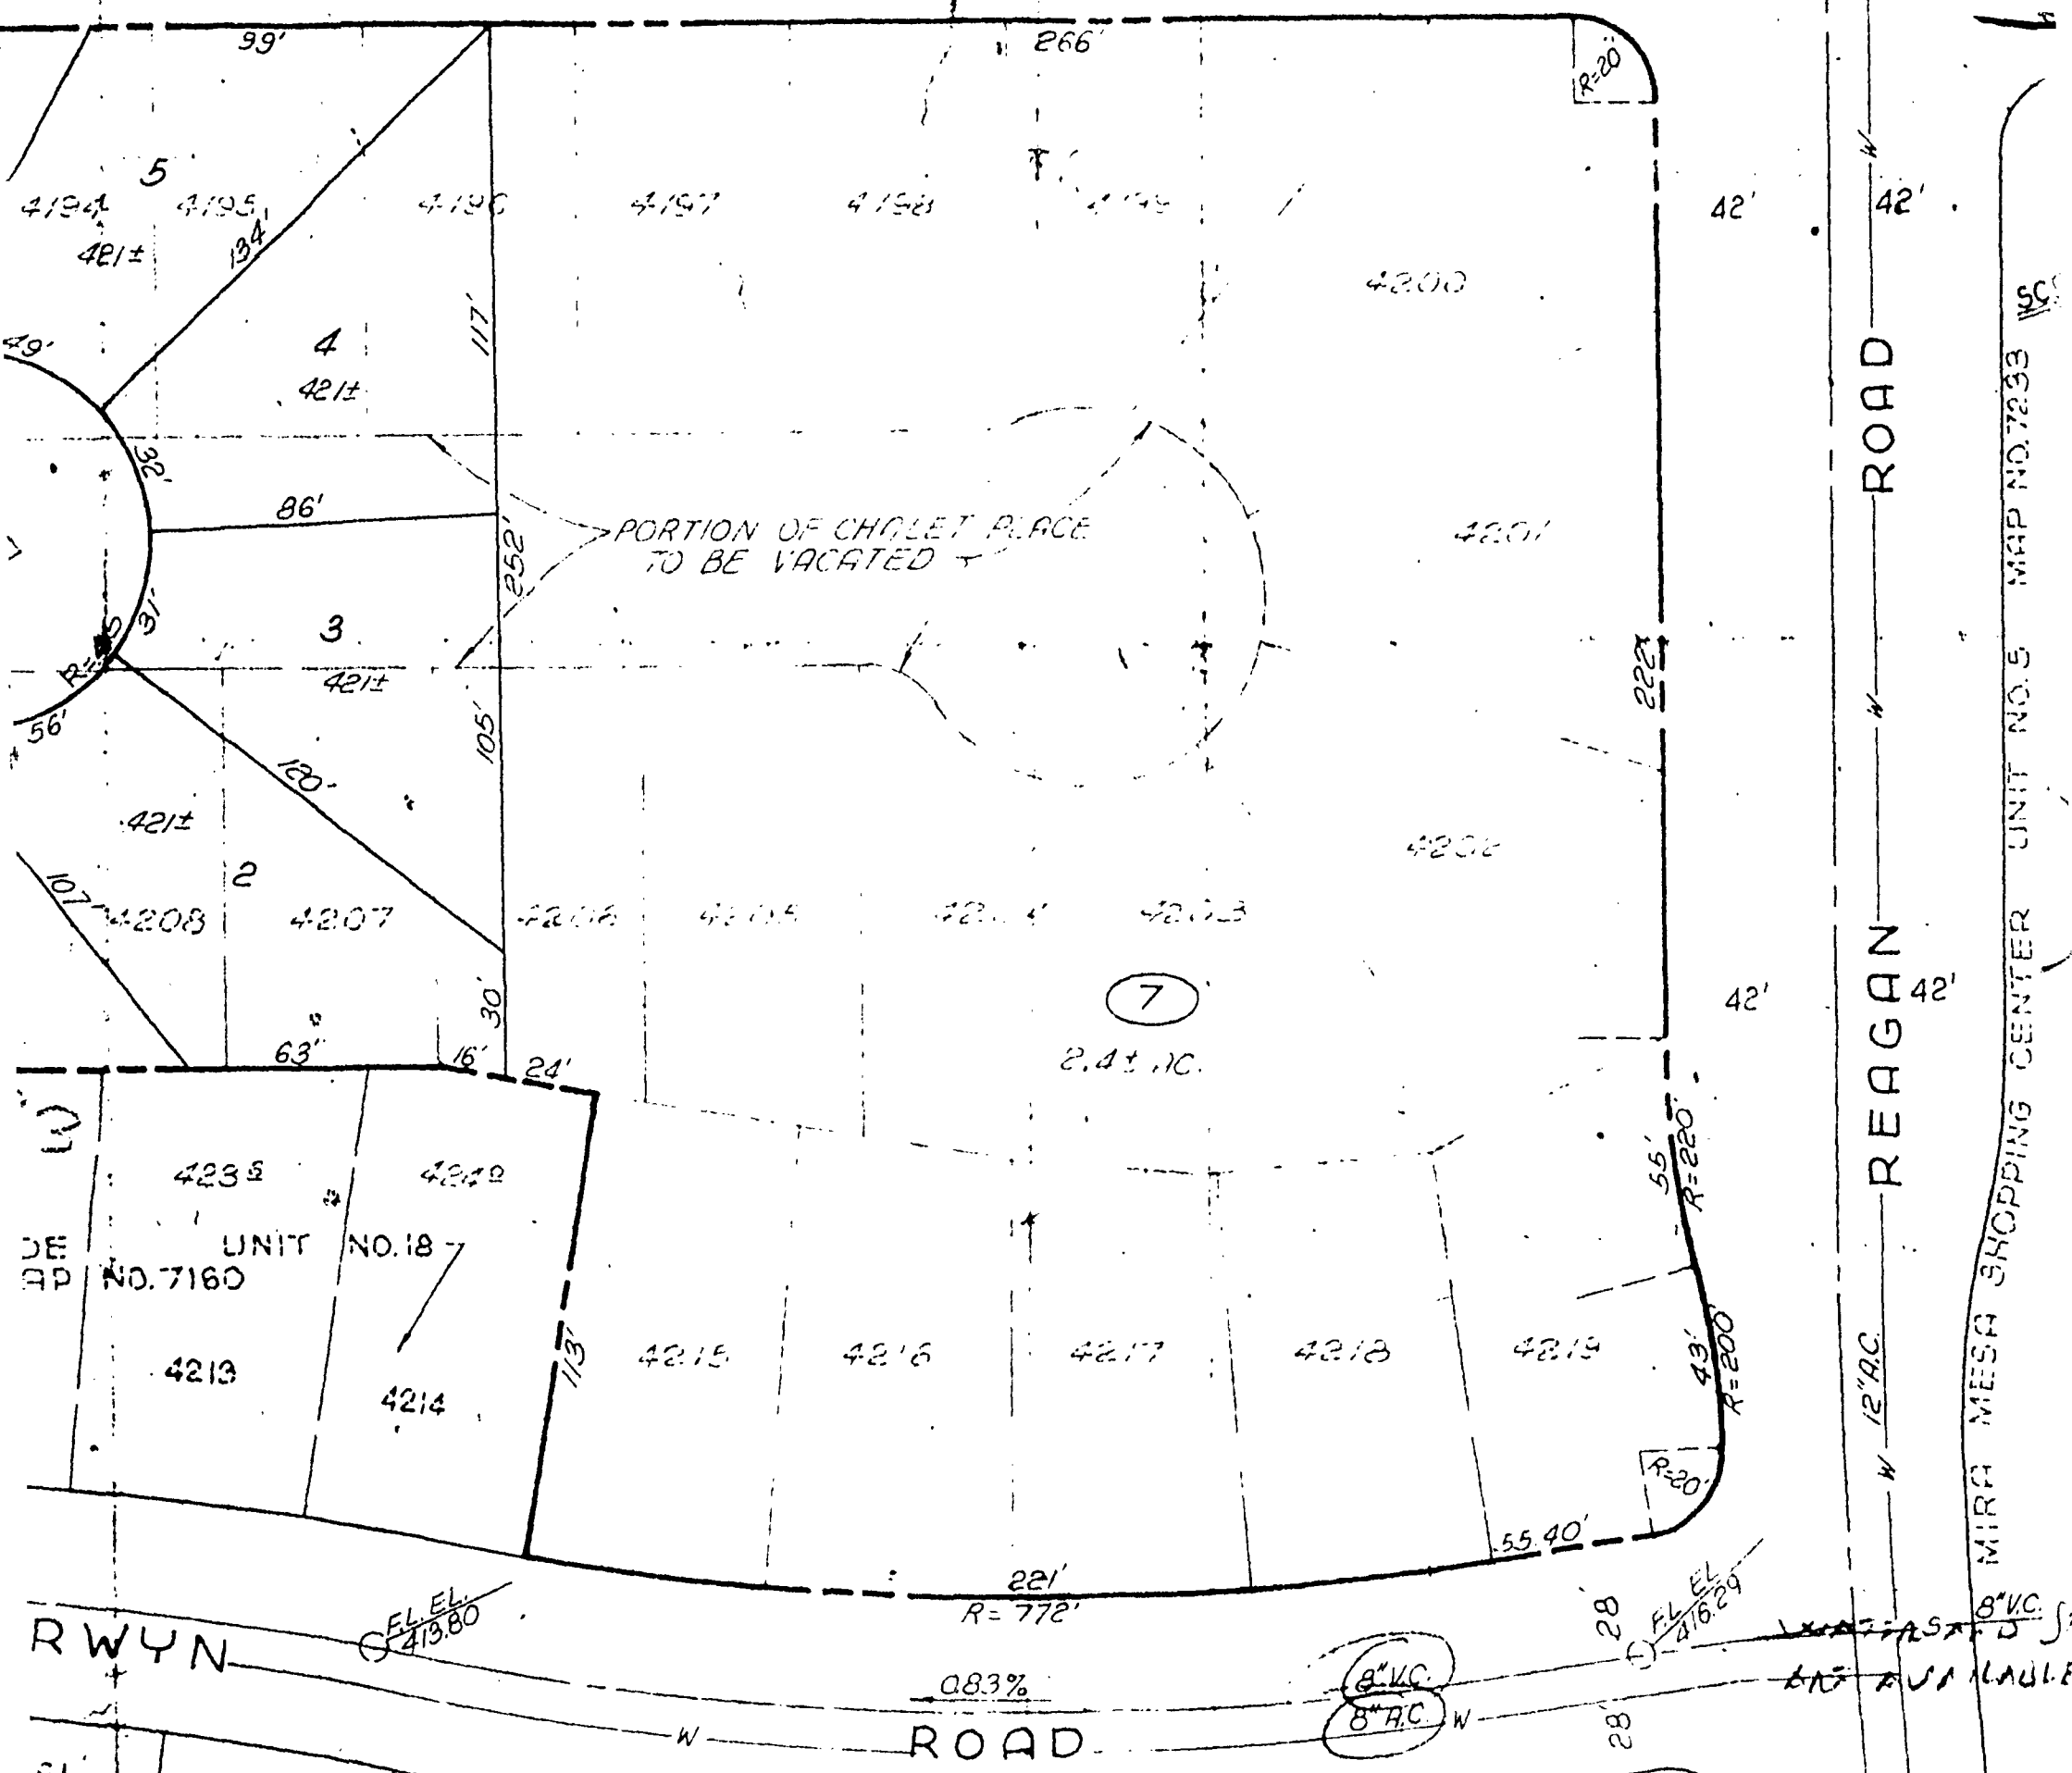 99'
266'
R=20'
5
4194
4195
4196
4197
4198
4199
42'
42'
421±
134'
4200
117'
4
421±
49'
32'
ROAD
86'
PORTION OF CHALET PLACE
TO BE VACATED
4201
252'
31'
3
421±
222'
56'
105'
120'
421±
2
107'
4208
4207
4206
4205
4204
4203
4202
7
2.4± AC.
42'
42'
30'
63'
16'
24'
REAGAN
MIRA MESA SHOPPING CENTER UNIT NO. 5 MAP NO. 7233
55'
R=220'
UNIT NO. 18
NO. 7160
4213
4214
113'
4215
4216
4217
4218
4219
43'
R=200'
12" A.C.
R=20'
55.40'
221'
R=772'
RWYN
F.L. EL.
413.80
0.83%
8" V.C.
8" A.C.
W
W
ROAD
28'
28'
F.L. EL.
416.29
8" V.C.
W
W
W
W